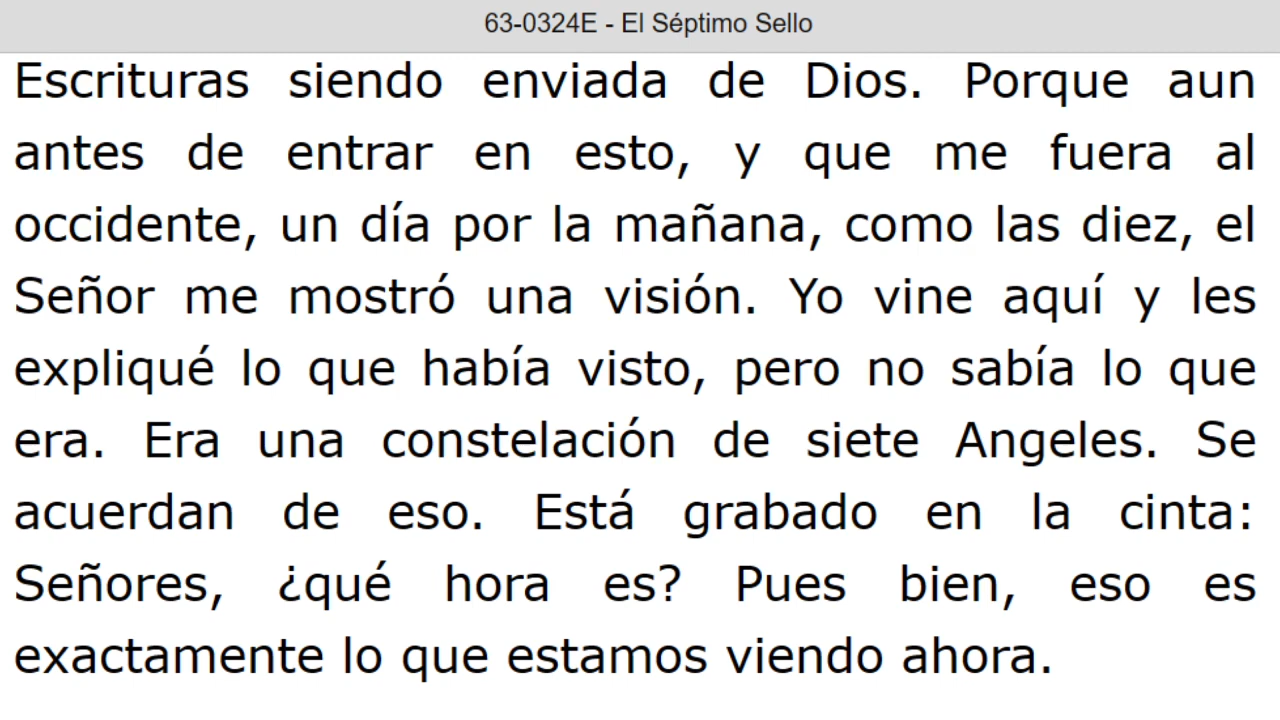 63-0324E - El Séptimo Sello
Escrituras siendo enviada de Dios. Porque aun
antes de entrar en esto, y que me fuera al
occidente, un día por la mañana, como las diez, el
Señor me mostró una visión. Yo vine aquí y les
expliqué lo que había visto, pero no sabía lo que
era. Era una constelación de siete Angeles. Se
acuerdan de eso. Está grabado en la cinta:
Señores, ¿qué hora es? Pues bien, eso es
exactamente lo que estamos viendo ahora.